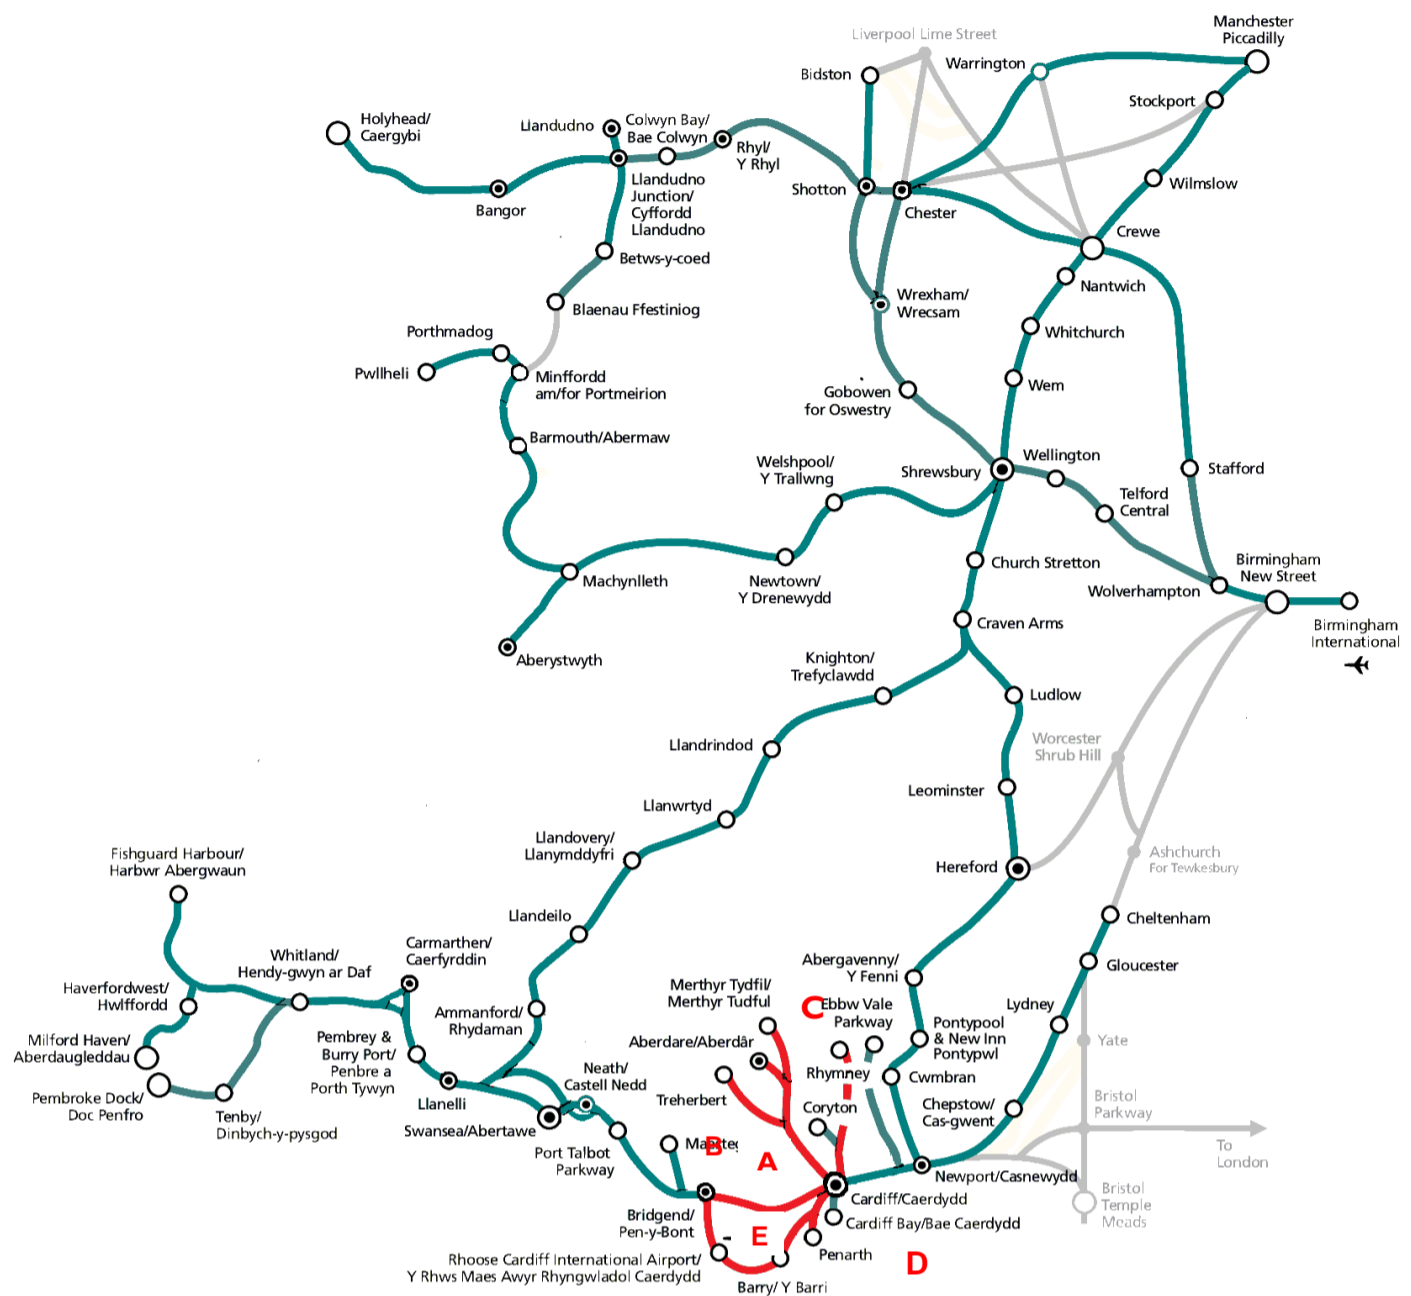 Manchester
Piccadilly
Liverpool Lime Street
Warrington
Bidston
Stockport
Holyhead/
Caergybi
Llandudno
Colwyn Bay/
Bae Colwyn
Rhyl/
Y Rhyl
Shotton
Wilmslow
Llandudno
Junction/
Cyffordd
Llandudno
Bangor
Chester
Crewe
Betws-y-coed
Nantwich
Wrexham/
Wrecsam
Blaenau Ffestiniog
Whitchurch
Porthmadog
Pwllheli
Minffordd
am/for Portmeirion
Wem
Gobowen
for Oswestry
Barmouth/Abermaw
Welshpool/
Y Trallwng
Shrewsbury
Wellington
Stafford
Telford
Central
Church Stretton
Birmingham
New Street
Machynlleth
Newtown/
Y Drenewydd
Wolverhampton
Birmingham
International
Craven Arms
Aberystwyth
Knighton/
Trefyclawdd
Ludlow
Llandrindod
Worcester
Shrub Hill
Leominster
Llanwrtyd
Llandovery/
Llanymddyfri
Fishguard Harbour/
Harbwr Abergwaun
Hereford
Ashchurch
For Tewkesbury
Llandeilo
Cheltenham
Whitland/
Hendy-gwyn ar Daf
Carmarthen/
Caerfyrddin
Abergavenny/
Y Fenni
Gloucester
Haverfordwest/
Hwlffordd
Merthyr Tydfil/
Merthyr Tudful
C
Ebbw Vale
Parkway
Lydney
Ammanford/
Rhydaman
Milford Haven/
Aberdaugleddau
Pembrey &
Burry Port/
Penbre a
Porth Tywyn
Aberdare/Aberdâr
Pontypool
& New Inn
Pontypwl
Yate
Rhymney
Neath/
Castell Nedd
Cwmbran
Pembroke Dock/
Doc Penfro
Treherbert
Llanelli
Coryton
Chepstow/
Cas-gwent
Bristol
Parkway
Tenby/
Dinbych-y-pysgod
Swansea/Abertawe
Port Talbot
Parkway
B
A
To
London
Newport/Casnewydd
Cardiff/Caerdydd
Bristol
Temple
Meads
Bridgend/
Pen-y-Bont
Cardiff Bay/Bae Caerdydd
E
Penarth
D
Rhoose Cardiff International Airport/
Y Rhws Maes Awyr Rhyngwladol Caerdydd
Barry/ Y Barri